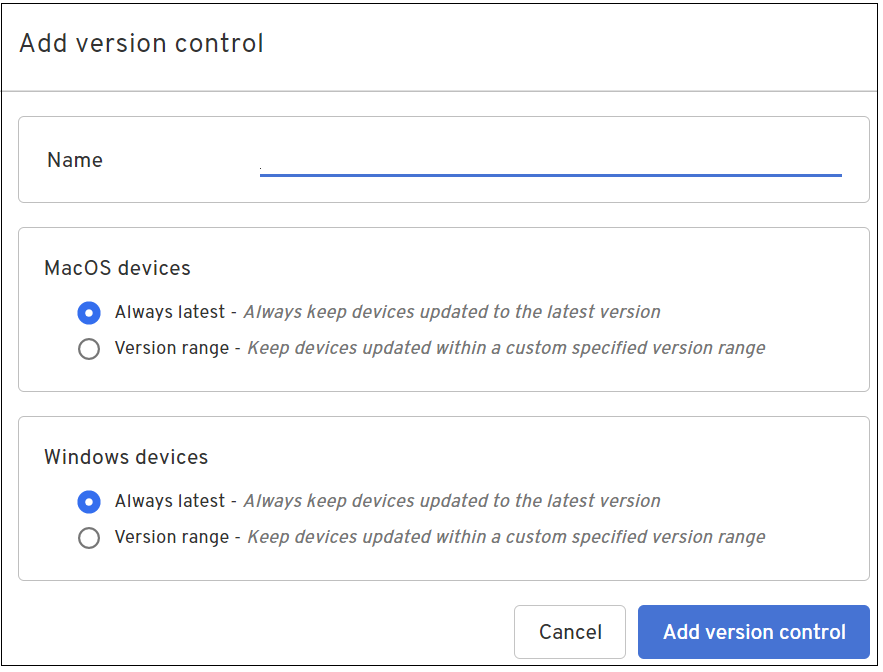 Add version control
Name
MacOS devices
Always latest - Always keep devices updated to the latest version
Version range - Keep devices updated within a custom specified version range
Windows devices
Always latest - Always keep devices updated to the latest version
Version range - Keep devices updated within a custom specified version range
Cancel Add version control